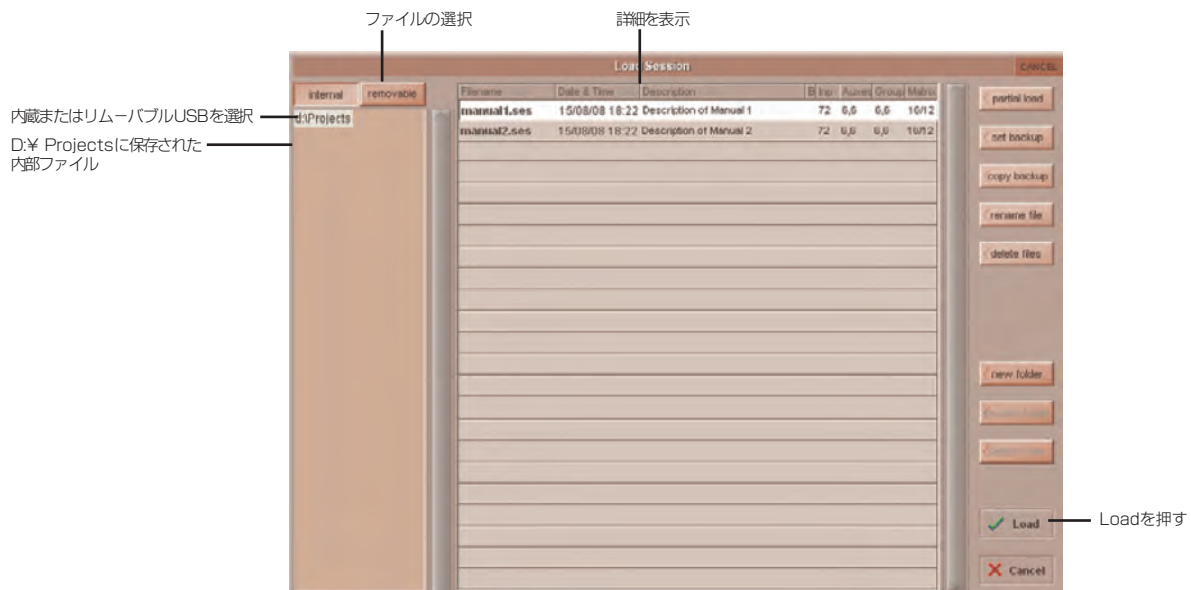 ファイルの選択
詳細を表示
Load Session
CANCEL
internal
removable
Filename
Date & Time
Description
B
Inp
Auxes
Group
Matrix
partial load
内蔵またはリムーバブルUSBを選択
d:\Projects
manual1.ses 15/08/08 18:22 Description of Manual 1 72 6,6 6,6 10/12
manual2.ses 15/08/08 18:22 Description of Manual 2 72 6,6 6,6 10/12
set backup
D:¥ Projectsに保存された
内部ファイル
copy backup
rename file
delete files
new folder
Load
Loadを押す
Cancel